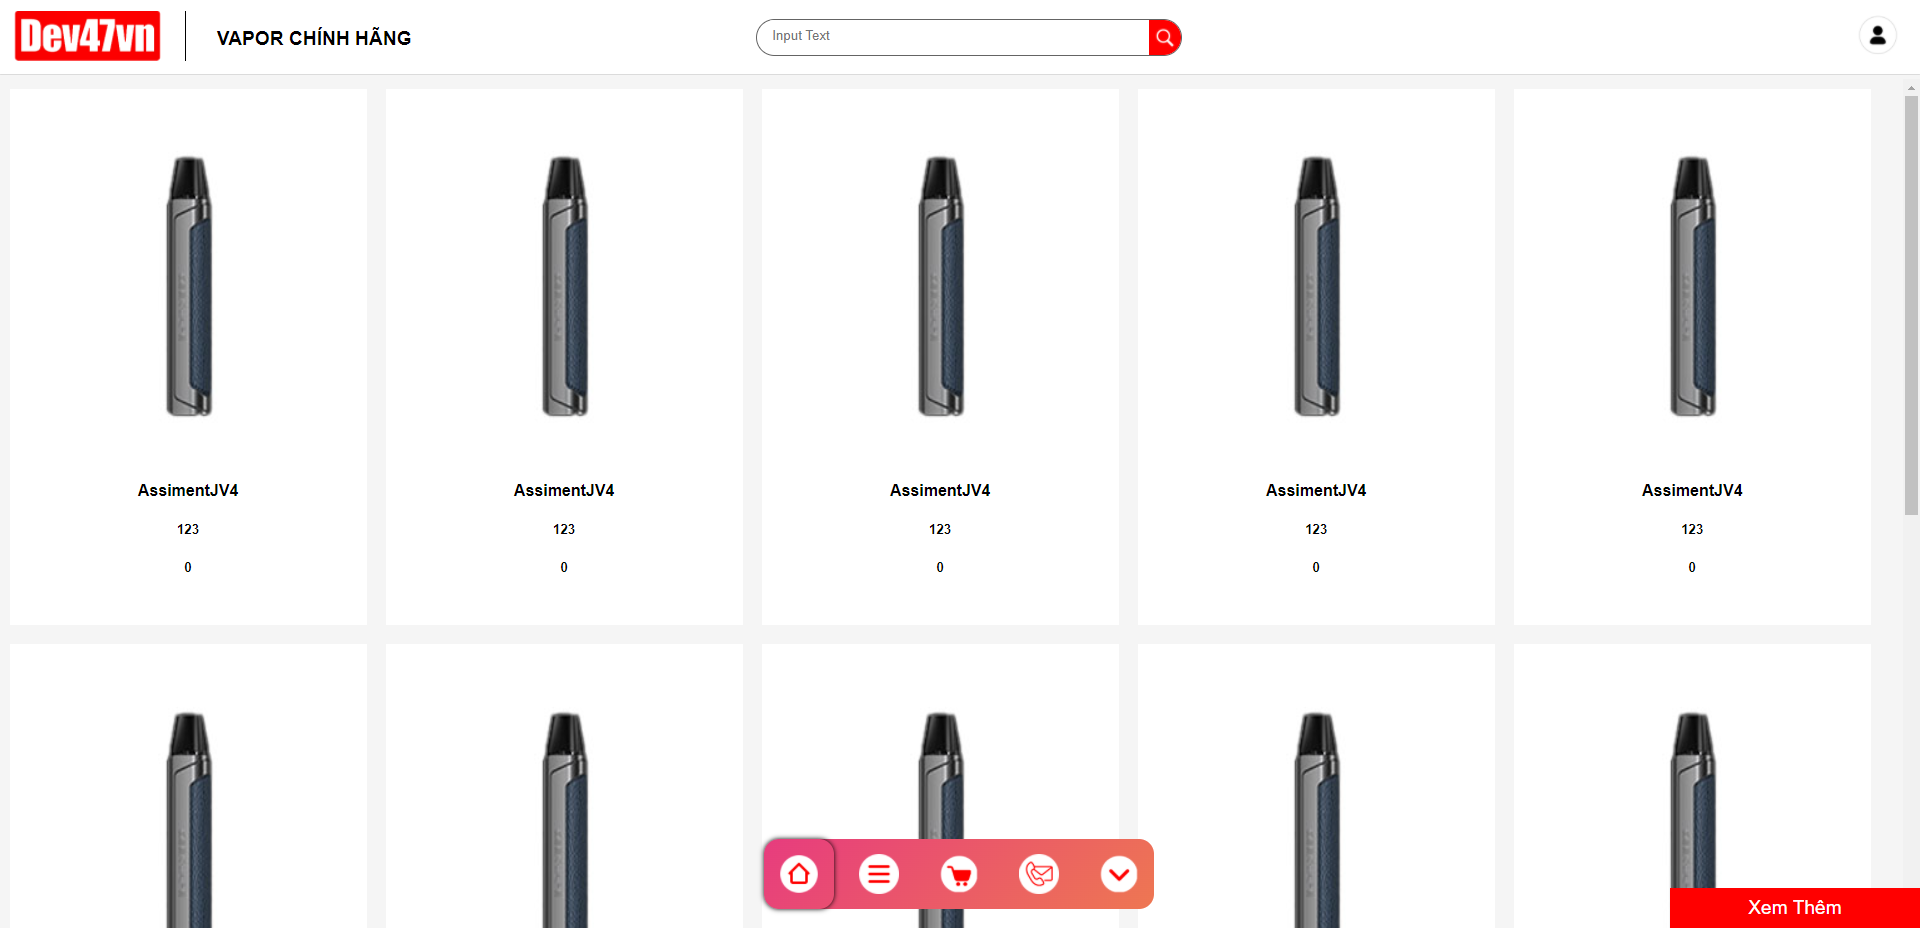 Dev47vn
VAPOR CHÍNH HÃNG
Input Text
AssimentJV4
123
0
AssimentJV4
123
0
AssimentJV4
123
0
AssimentJV4
123
0
AssimentJV4
123
0
Xem Thêm